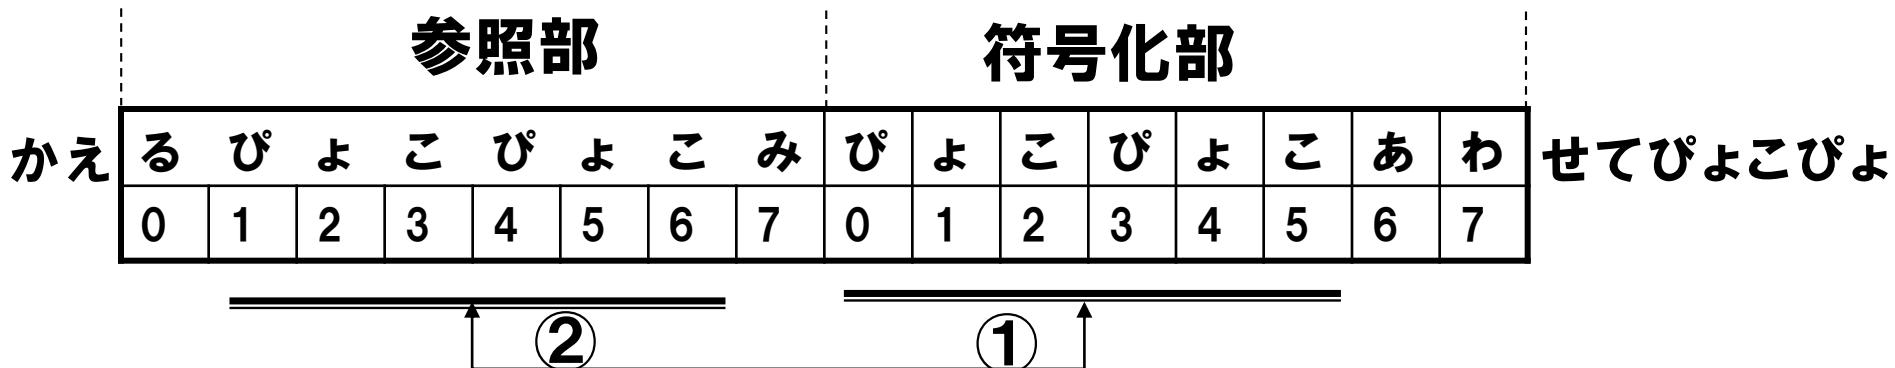 参照部 符号化部
かえ る ぴ ょ こ ぴ ょ こ み ぴ ょ こ ぴ ょ こ あ わ せてぴょこぴょ
0 1 2 3 4 5 6 7 0 1 2 3 4 5 6 7
② ①